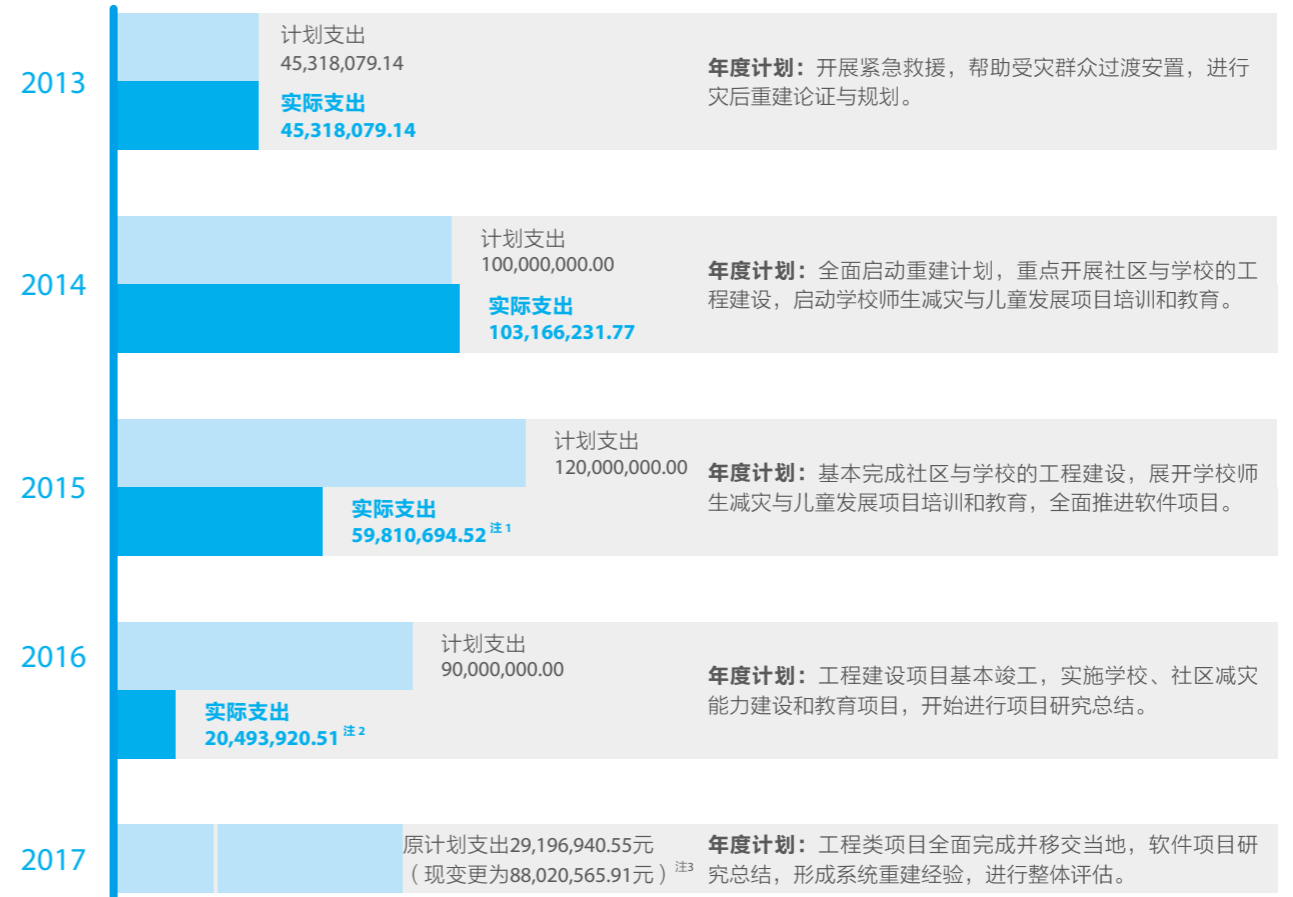 2013
计划支出
45,318,079.14
实际支出
45,318,079.14
年度计划：开展紧急救援，帮助受灾群众过渡安置，进行
灾后重建论证与规划。
2014
计划支出
100,000,000.00
实际支出
103,166,231.77
年度计划：全面启动重建计划，重点开展社区与学校的工
程建设，启动学校师生减灾与儿童发展项目培训和教育。
2015
计划支出
120,000,000.00
实际支出
59,810,694.52 注 1
年度计划：基本完成社区与学校的工程建设，展开学校师
生减灾与儿童发展项目培训和教育，全面推进软件项目。
2016
计划支出
90,000,000.00
实际支出
20,493,920.51 注 2
年度计划：工程建设项目基本竣工，实施学校、社区减灾
能力建设和教育项目，开始进行项目研究总结。
2017
原计划支出29,196,940.55元
（现变更为88,020,565.91元）注3
年度计划：工程类项目全面完成并移交当地，软件项目研
究总结，形成系统重建经验，进行整体评估。